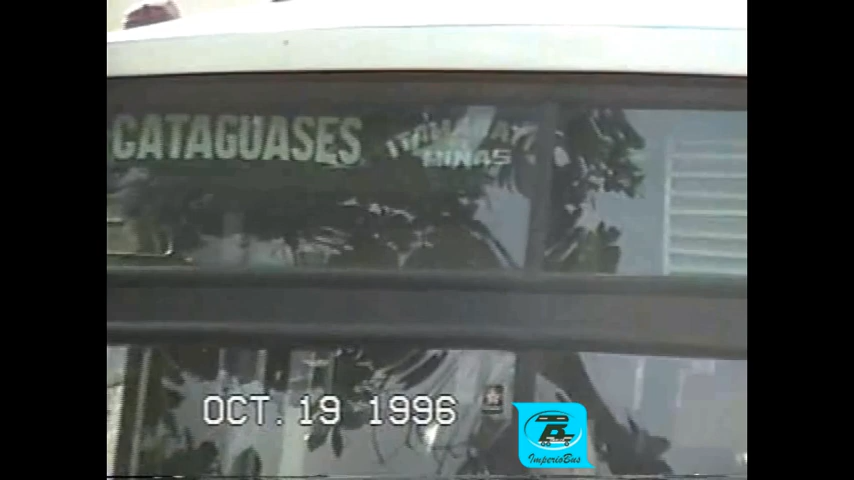 CATAGUASES
MINAS
OCT. 19 1996
ImperioBus